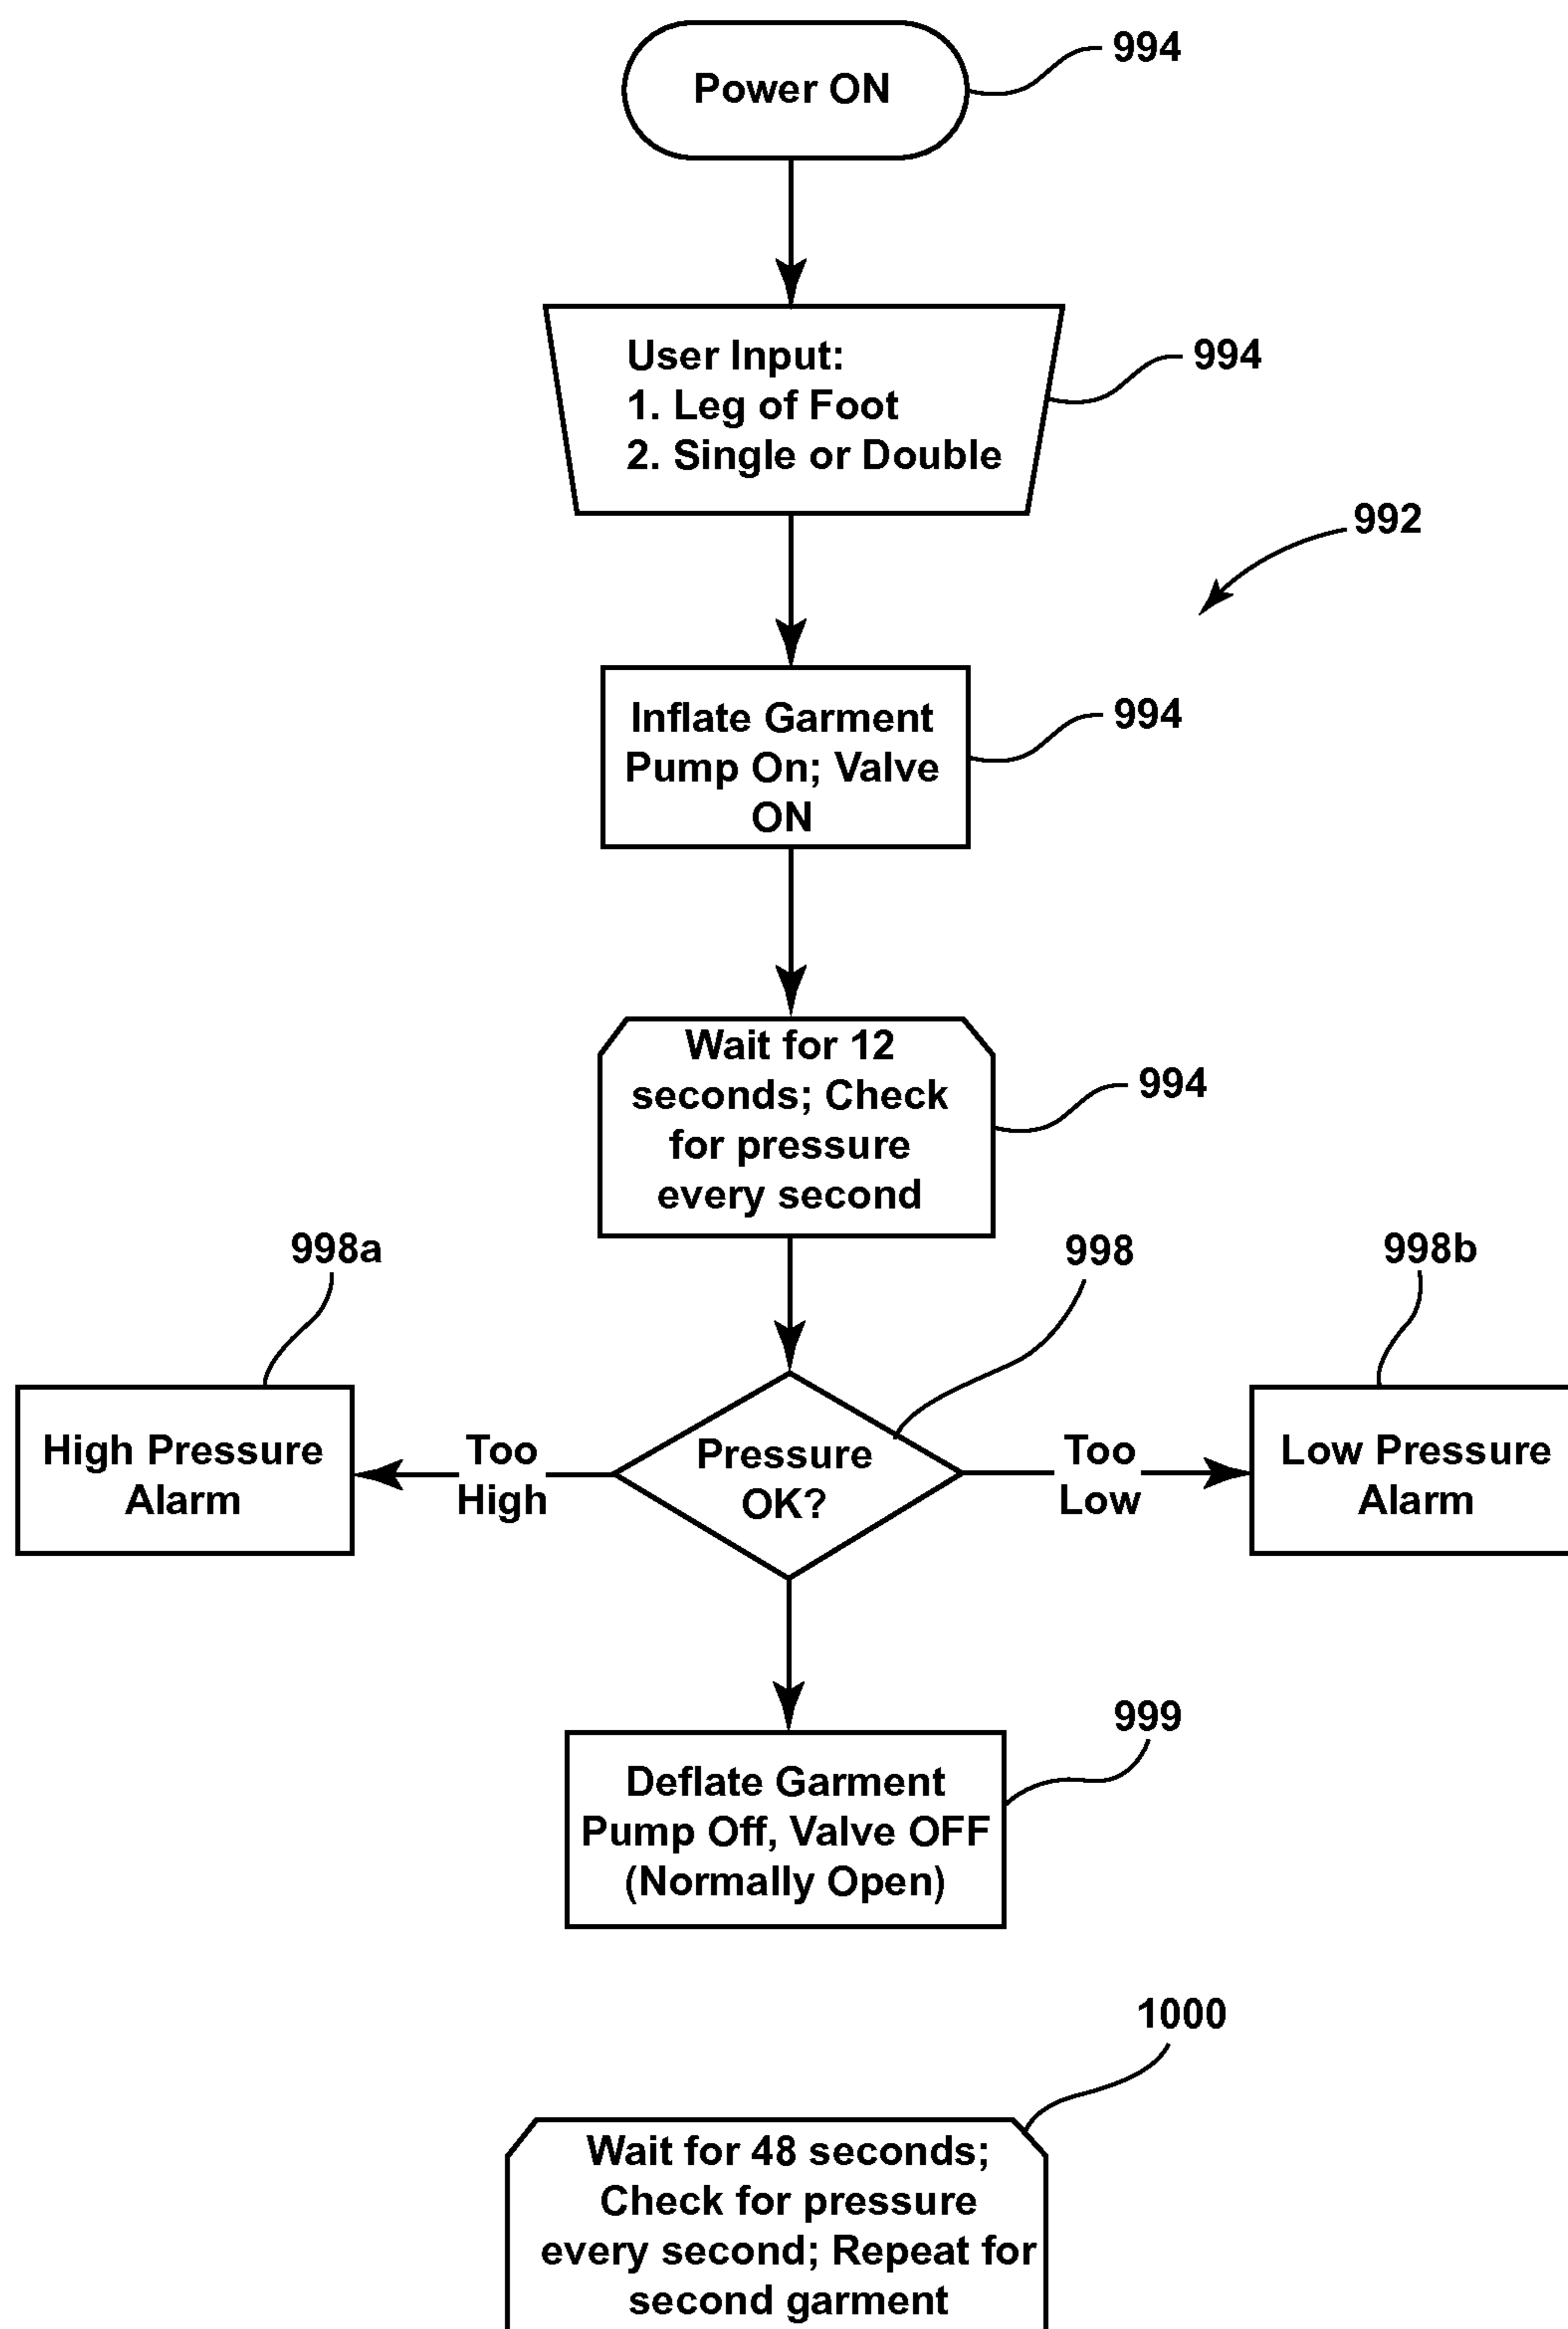 Power ON
994
User Input:
1. Leg of Foot
2. Single or Double
994
992
Inflate Garment
Pump On; Valve
ON
994
Wait for 12
seconds; Check
for pressure
every second
994
998a
998
998b
High Pressure
Alarm
Too
High
Pressure
OK?
Too
Low
Low Pressure
Alarm
999
Deflate Garment
Pump Off, Valve OFF
(Normally Open)
1000
Wait for 48 seconds;
Check for pressure
every second; Repeat for
second garment